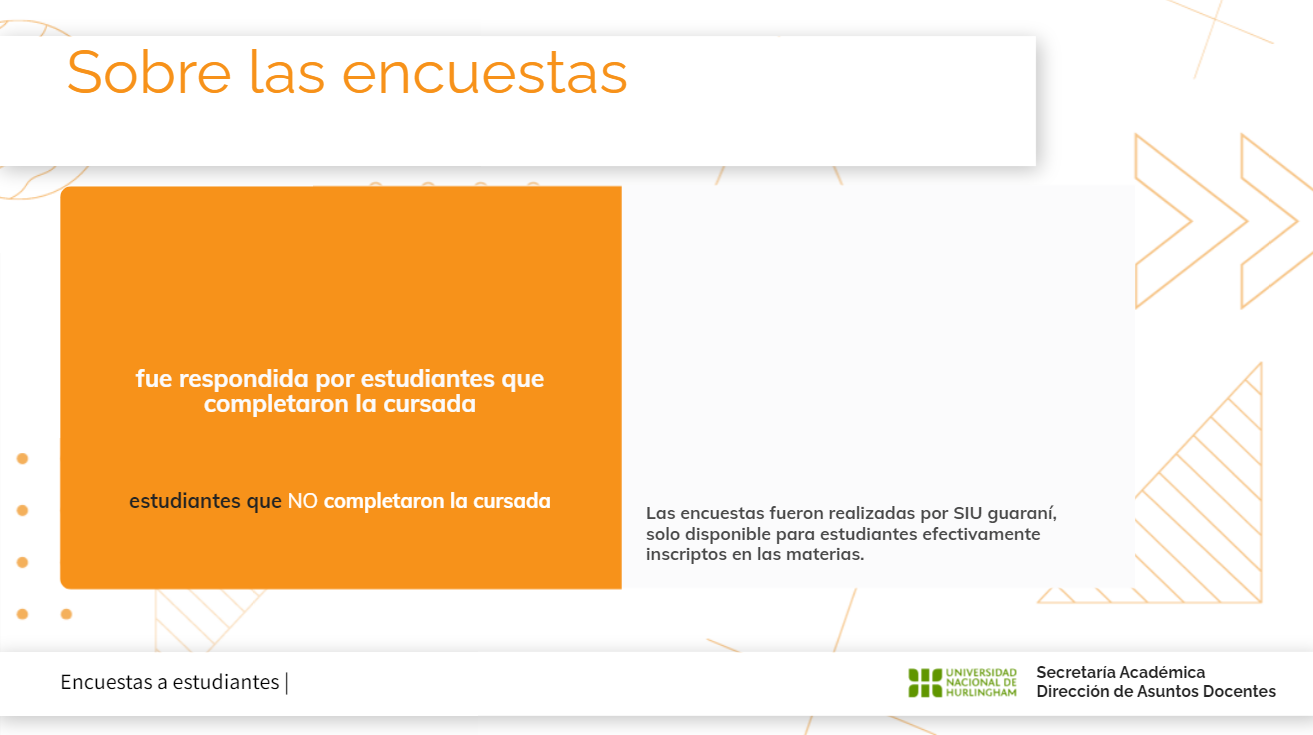 Sobre las encuestas
fue respondida por estudiantes que
completaron la cursada
estudiantes que NO completaron la cursada
Las encuestas fueron realizadas por SIU guaraní,
solo disponible para estudiantes efectivamente
inscriptos en las materias.
Encuestas a estudiantes |
UNIVERSIDAD
NACIONAL DE
HURLINGHAM
Secretaría Académica
Dirección de Asuntos Docentes